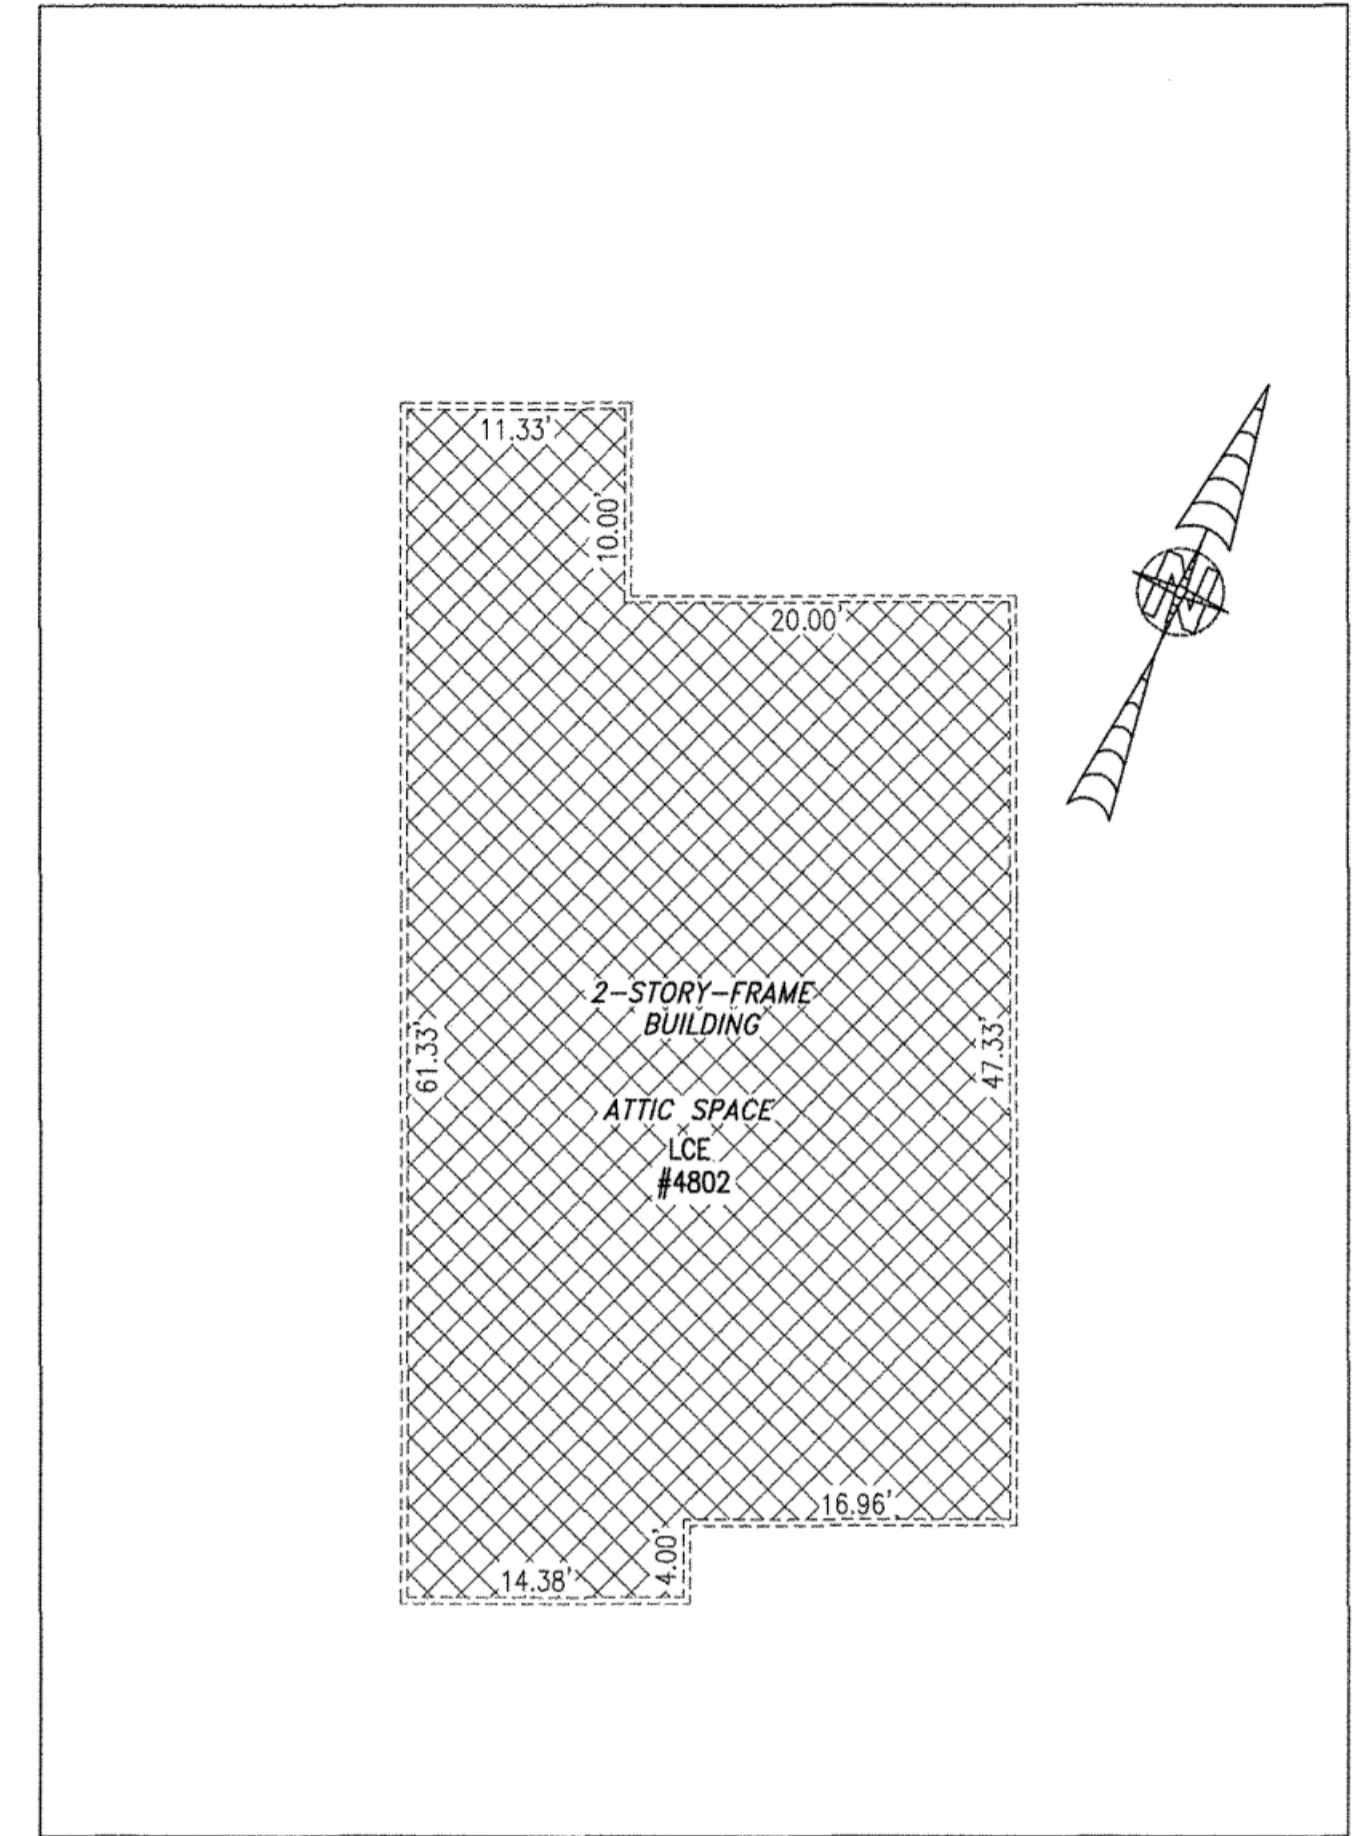 11.33'
10.00'
20.00'
N
2-STORY-FRAME
BUILDING
61.33'
47.33'
ATTIC SPACE
LCE
#4802
16.96'
4.00'
14.38'